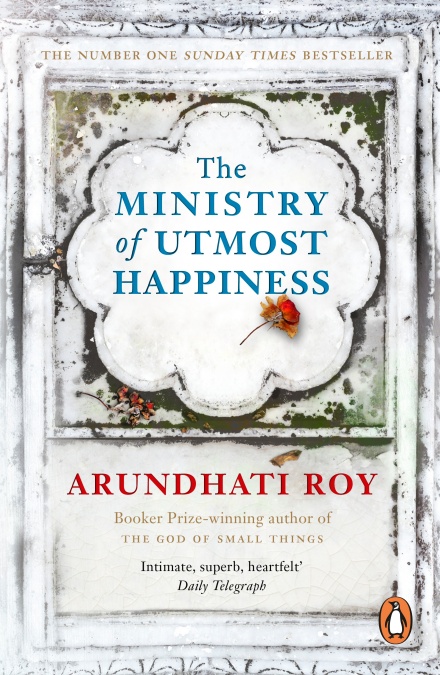 THE NUMBER ONE SUNDAY TIMES BESTSELLER
The
MINISTRY
of UTMOST
HAPPINESS
ARUNDHATI ROY
Booker Prize-winning author of
THE GOD OF SMALL THINGS
Intimate, superb, heartfelt’
Daily Telegraph